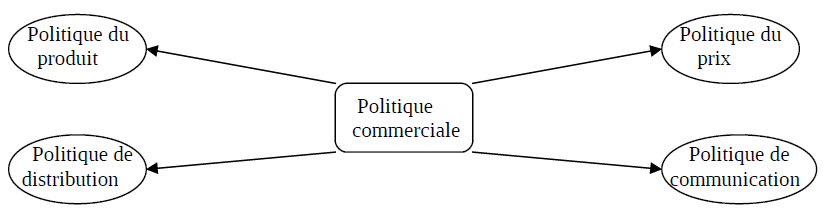 Politique du
produit
Politique du
prix
Politique
commerciale
Politique de
distribution
Politique de
communication